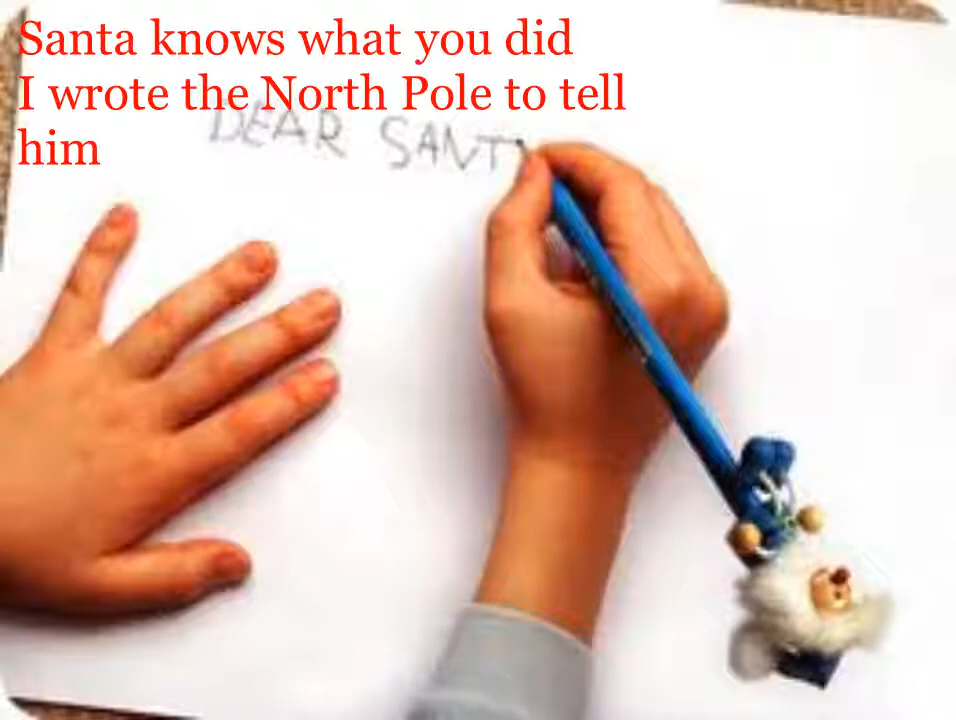 Santa knows what you did
I wrote the North Pole to tell
him
DEAR SANT